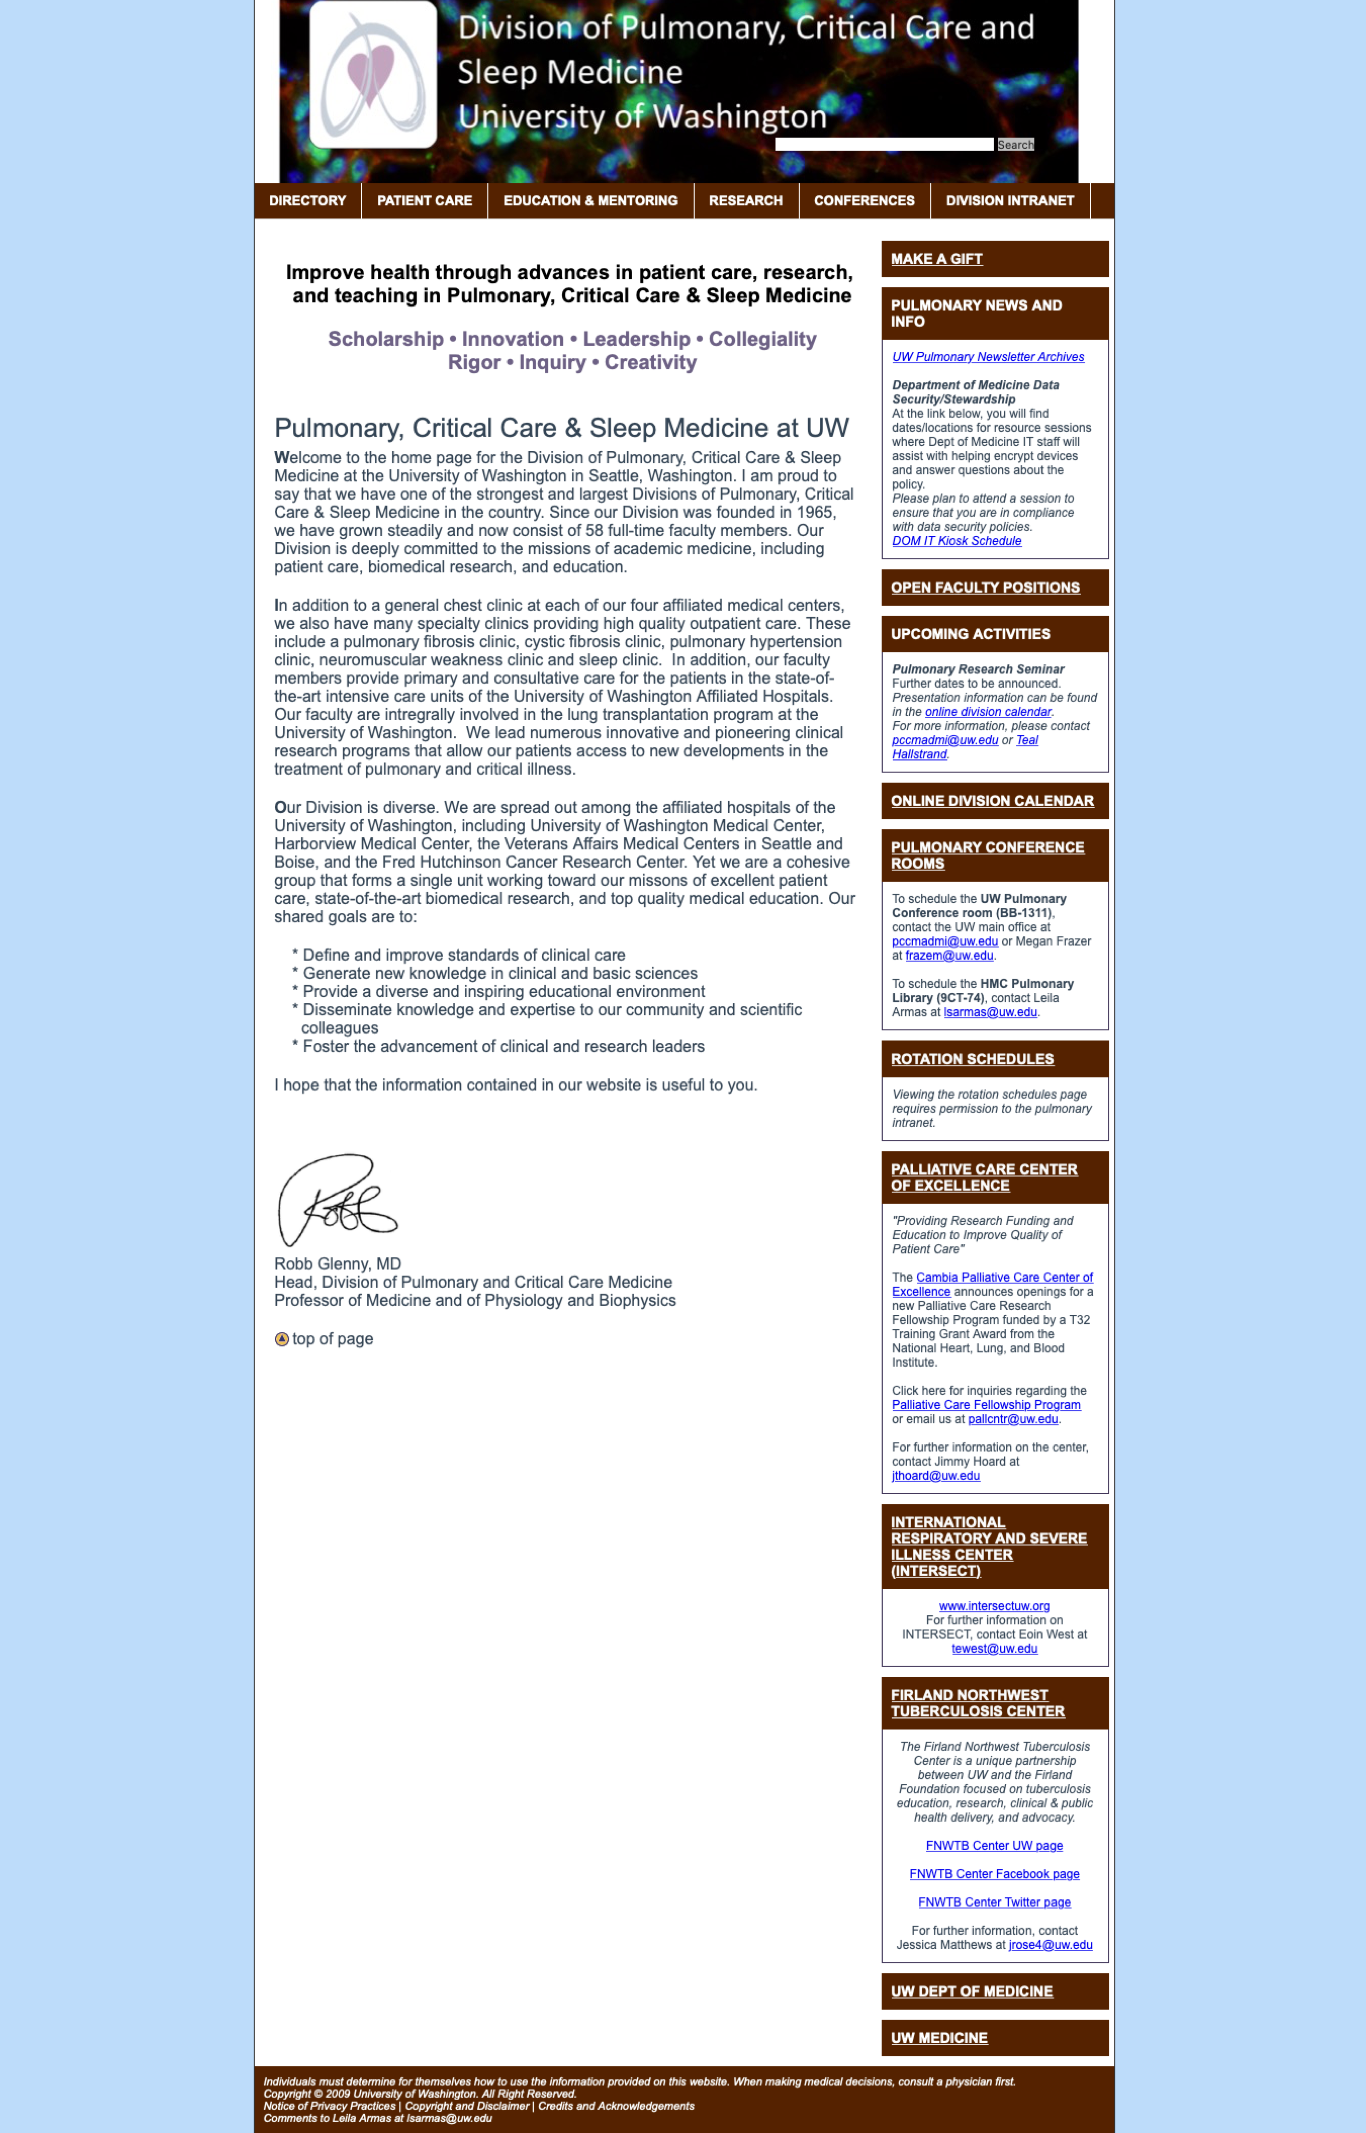 Division of Pulmonary, Critical Care and
Sleep Medicine
University of Washington
Search
DIRECTORY
PATIENT CARE
EDUCATION & MENTORING
RESEARCH
CONFERENCES
DIVISION INTRANET
Improve health through advances in patient care, research,
and teaching in Pulmonary, Critical Care & Sleep Medicine
Scholarship • Innovation • Leadership • Collegiality
Rigor • Inquiry • Creativity
Pulmonary, Critical Care & Sleep Medicine at UW
Welcome to the home page for the Division of Pulmonary, Critical Care & Sleep
Medicine at the University of Washington in Seattle, Washington. I am proud to
say that we have one of the strongest and largest Divisions of Pulmonary, Critical
Care & Sleep Medicine in the country. Since our Division was founded in 1965,
we have grown steadily and now consist of 58 full-time faculty members. Our
Division is deeply committed to the missions of academic medicine, including
patient care, biomedical research, and education.
In addition to a general chest clinic at each of our four affiliated medical centers,
we also have many specialty clinics providing high quality outpatient care. These
include a pulmonary fibrosis clinic, cystic fibrosis clinic, pulmonary hypertension
clinic, neuromuscular weakness clinic and sleep clinic.  In addition, our faculty
members provide primary and consultative care for the patients in the state-of-
the-art intensive care units of the University of Washington Affiliated Hospitals.
Our faculty are intregrally involved in the lung transplantation program at the
University of Washington.  We lead numerous innovative and pioneering clinical
research programs that allow our patients access to new developments in the
treatment of pulmonary and critical illness.
Our Division is diverse. We are spread out among the affiliated hospitals of the
University of Washington, including University of Washington Medical Center,
Harborview Medical Center, the Veterans Affairs Medical Centers in Seattle and
Boise, and the Fred Hutchinson Cancer Research Center. Yet we are a cohesive
group that forms a single unit working toward our missons of excellent patient
care, state-of-the-art biomedical research, and top quality medical education. Our
shared goals are to:
* Define and improve standards of clinical care
* Generate new knowledge in clinical and basic sciences
* Provide a diverse and inspiring educational environment
* Disseminate knowledge and expertise to our community and scientific
colleagues
* Foster the advancement of clinical and research leaders
I hope that the information contained in our website is useful to you.
Robb
Robb Glenny, MD
Head, Division of Pulmonary and Critical Care Medicine
Professor of Medicine and of Physiology and Biophysics
top of page
MAKE A GIFT
PULMONARY NEWS AND
INFO
UW Pulmonary Newsletter Archives
Department of Medicine Data
Security/Stewardship
At the link below, you will find
dates/locations for resource sessions
where Dept of Medicine IT staff will
assist with helping encrypt devices
and answer questions about the
policy.
Please plan to attend a session to
ensure that you are in compliance
with data security policies.
DOM IT Kiosk Schedule
OPEN FACULTY POSITIONS
UPCOMING ACTIVITIES
Pulmonary Research Seminar
Further dates to be announced.
Presentation information can be found
in the online division calendar.
For more information, please contact
pccmadmi@uw.edu or Teal
Hallstrand.
ONLINE DIVISION CALENDAR
PULMONARY CONFERENCE
ROOMS
To schedule the UW Pulmonary
Conference room (BB-1311),
contact the UW main office at
pccmadmi@uw.edu or Megan Frazer
at frazem@uw.edu.
To schedule the HMC Pulmonary
Library (9CT-74), contact Leila
Armas at lsarmas@uw.edu.
ROTATION SCHEDULES
Viewing the rotation schedules page
requires permission to the pulmonary
intranet.
PALLIATIVE CARE CENTER
OF EXCELLENCE
"Providing Research Funding and
Education to Improve Quality of
Patient Care"
The Cambia Palliative Care Center of
Excellence announces openings for a
new Palliative Care Research
Fellowship Program funded by a T32
Training Grant Award from the
National Heart, Lung, and Blood
Institute.
Click here for inquiries regarding the
Palliative Care Fellowship Program
or email us at pallcntr@uw.edu.
For further information on the center,
contact Jimmy Hoard at
jthoard@uw.edu
INTERNATIONAL
RESPIRATORY AND SEVERE
ILLNESS CENTER
(INTERSECT)
www.intersectuw.org
For further information on
INTERSECT, contact Eoin West at
tewest@uw.edu
FIRLAND NORTHWEST
TUBERCULOSIS CENTER
The Firland Northwest Tuberculosis
Center is a unique partnership
between UW and the Firland
Foundation focused on tuberculosis
education, research, clinical & public
health delivery, and advocacy.
FNWTB Center UW page
FNWTB Center Facebook page
FNWTB Center Twitter page
For further information, contact
Jessica Matthews at jrose4@uw.edu
UW DEPT OF MEDICINE
UW MEDICINE
Individuals must determine for themselves how to use the information provided on this website. When making medical decisions, consult a physician first.
Copyright © 2009 University of Washington. All Right Reserved.
Notice of Privacy Practices | Copyright and Disclaimer | Credits and Acknowledgements
Comments to Leila Armas at lsarmas@uw.edu